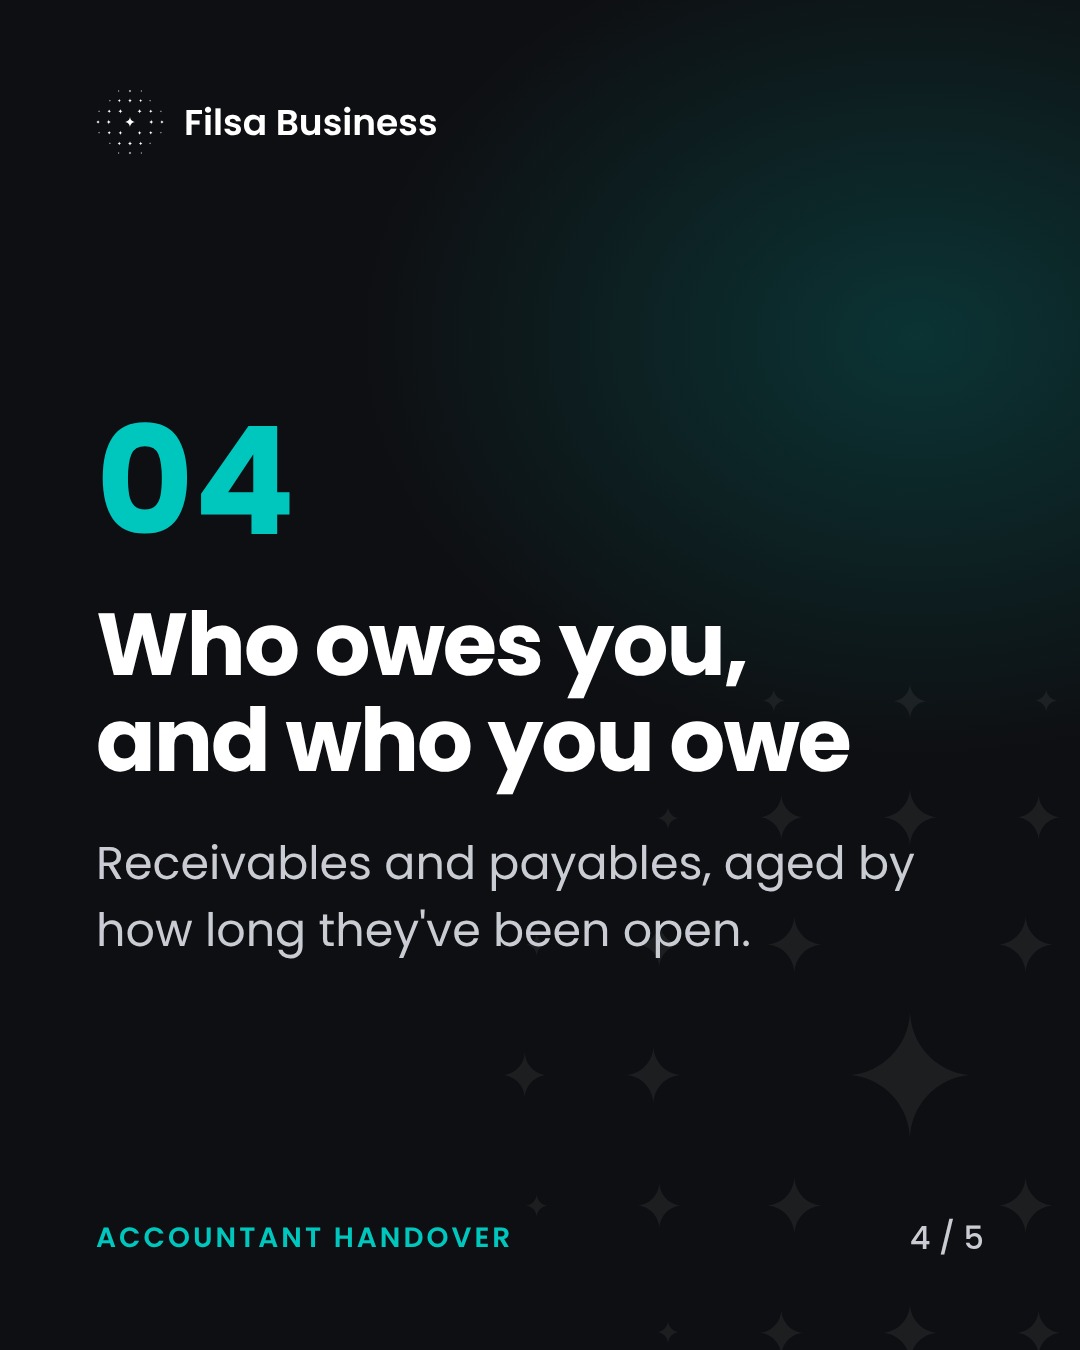 Filsa Business
04
Who owes you,
and who you owe
Receivables and payables, aged by
how long they've been open.
ACCOUNTANT HANDOVER
4 / 5